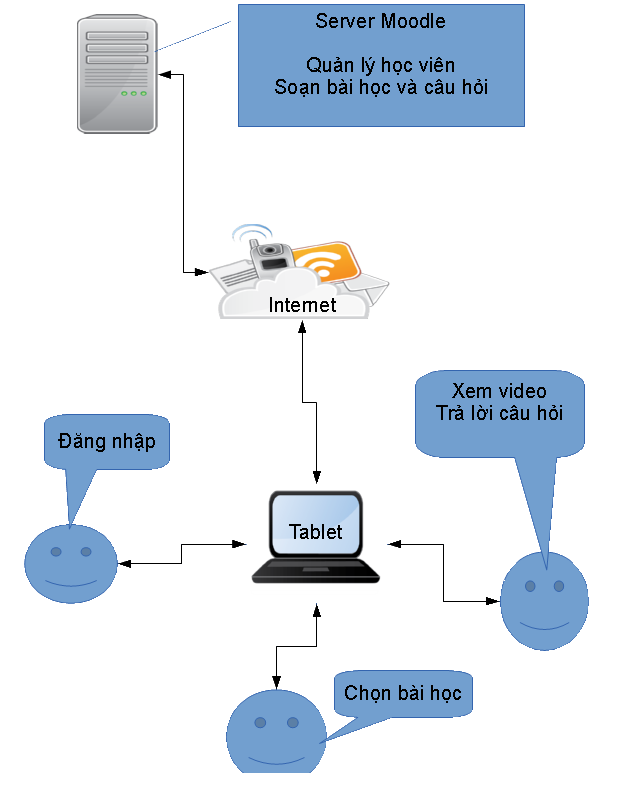 Server Moodle
Quản lý học viên
Soạn bài học và câu hỏi
Internet
Xem video
Trả lời câu hỏi
Đăng nhập
Tablet
Chọn bài học